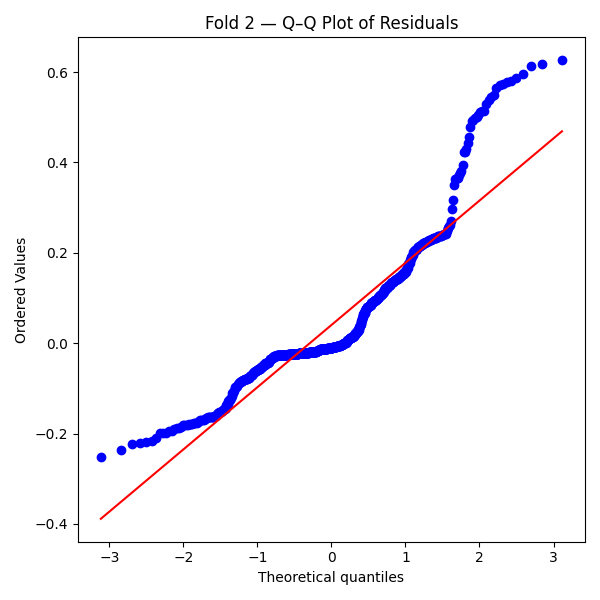 Fold 2 — Q–Q Plot of Residuals
Ordered Values
0.6
0.4
0.2
0.0
−0.2
−0.4
−3 −2 −1 0 1 2 3
Theoretical quantiles